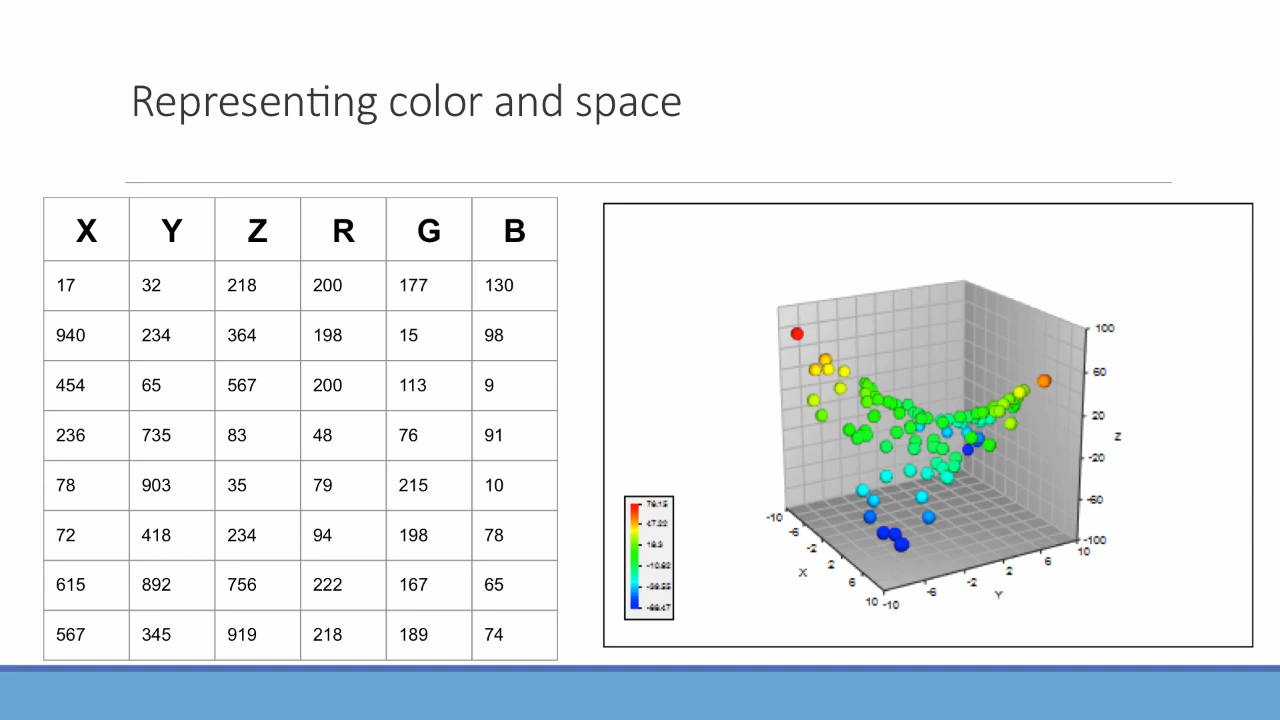 Representing color and space
X Y Z R G B
17 32 218 200 177 130
940 234 364 198 15 98
454 65 567 200 113 9
236 735 83 48 76 91
78 903 35 79 215 10
72 418 234 94 198 78
615 892 756 222 167 65
567 345 919 218 189 74
100
60
20
Z
-20
-60
-100
-10
-6
-2
2
6
10
X
-10
-6
-2
2
6
10
Y
47.22